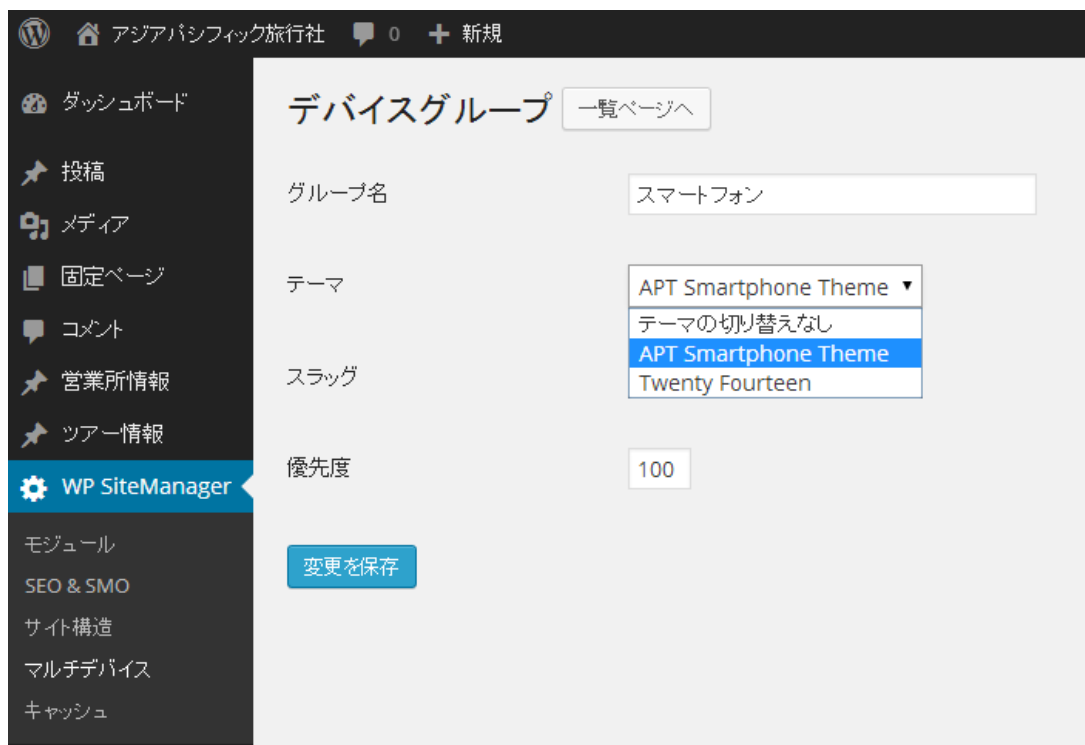 アジアパシフィック旅行社 0 新規
ダッシュボード
投稿
メディア
固定ページ
コメント
営業所情報
ツアー情報
WP SiteManager
モジュール
SEO & SMO
サイト構造
マルチデバイス
キャッシュ
デバイスグループ 一覧ページへ
グループ名 スマートフォン
テーマ APT Smartphone Theme
テーマの切り替えなし
APT Smartphone Theme
Twenty Fourteen
スラッグ
優先度 100
変更を保存